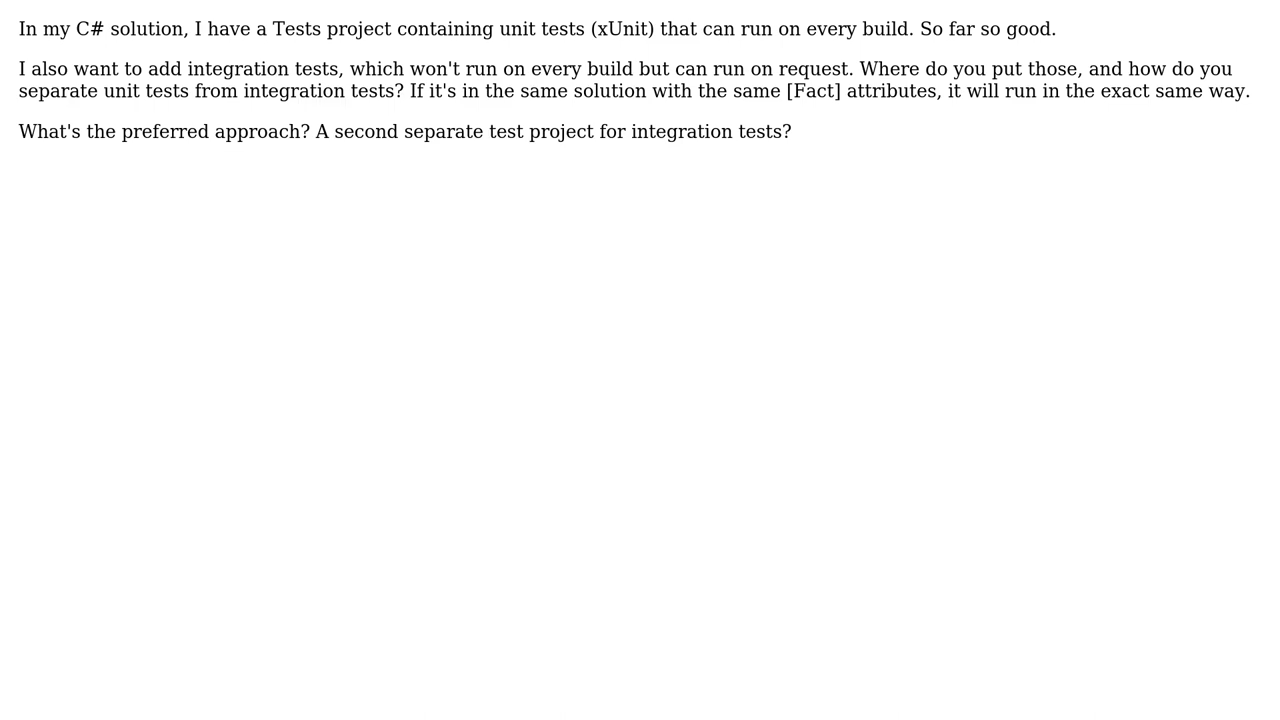 In my C# solution, I have a Tests project containing unit tests (xUnit) that can run on every build. So far so good.
I also want to add integration tests, which won't run on every build but can run on request. Where do you put those, and how do you
separate unit tests from integration tests? If it's in the same solution with the same [Fact] attributes, it will run in the exact same way.
What's the preferred approach? A second separate test project for integration tests?